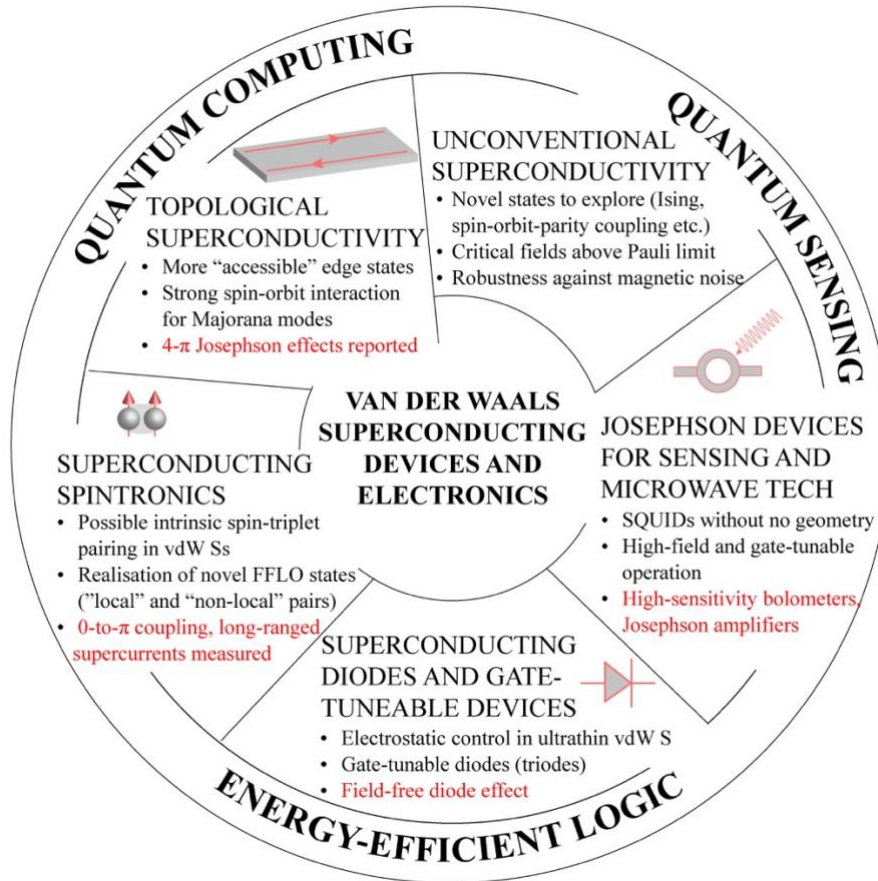 QUANTUM COMPUTING
QUANTUM SENSING
ENERGY-EFFICIENT LOGIC
VAN DER WAALS
SUPERCONDUCTING
DEVICES AND
ELECTRONICS
TOPOLOGICAL
SUPERCONDUCTIVITY
• More “accessible” edge states
• Strong spin-orbit interaction
for Majorana modes
• 4-π Josephson effects reported
UNCONVENTIONAL
SUPERCONDUCTIVITY
• Novel states to explore (Ising,
spin-orbit-parity coupling etc.)
• Critical fields above Pauli limit
• Robustness against magnetic noise
JOSEPHSON DEVICES
FOR SENSING AND
MICROWAVE TECH
• SQUIDs without no geometry
• High-field and gate-tunable
operation
• High-sensitivity bolometers,
Josephson amplifiers
SUPERCONDUCTING
DIODES AND GATE-
TUNEABLE DEVICES
• Electrostatic control in ultrathin vdW S
• Gate-tunable diodes (triodes)
• Field-free diode effect
SUPERCONDUCTING
SPINTRONICS
• Possible intrinsic spin-triplet
pairing in vdW Ss
• Realisation of novel FFLO states
(”local” and “non-local” pairs)
• 0-to-π coupling, long-ranged
supercurrents measured